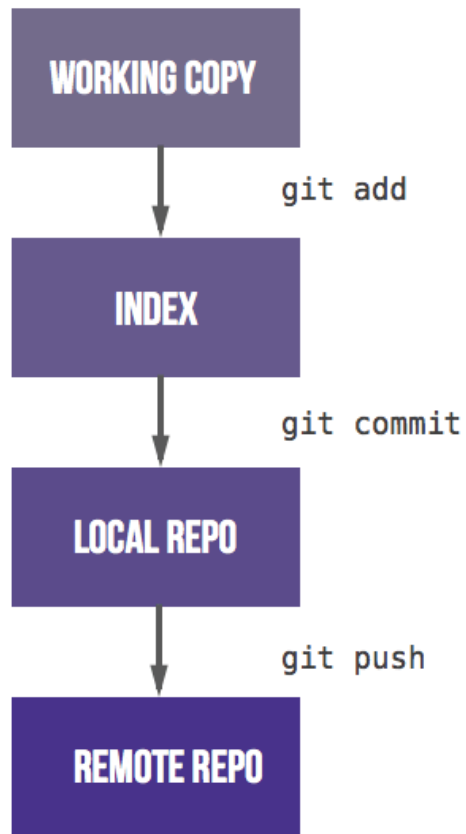 WORKING COPY
git add
INDEX
git commit
LOCAL REPO
git push
REMOTE REPO